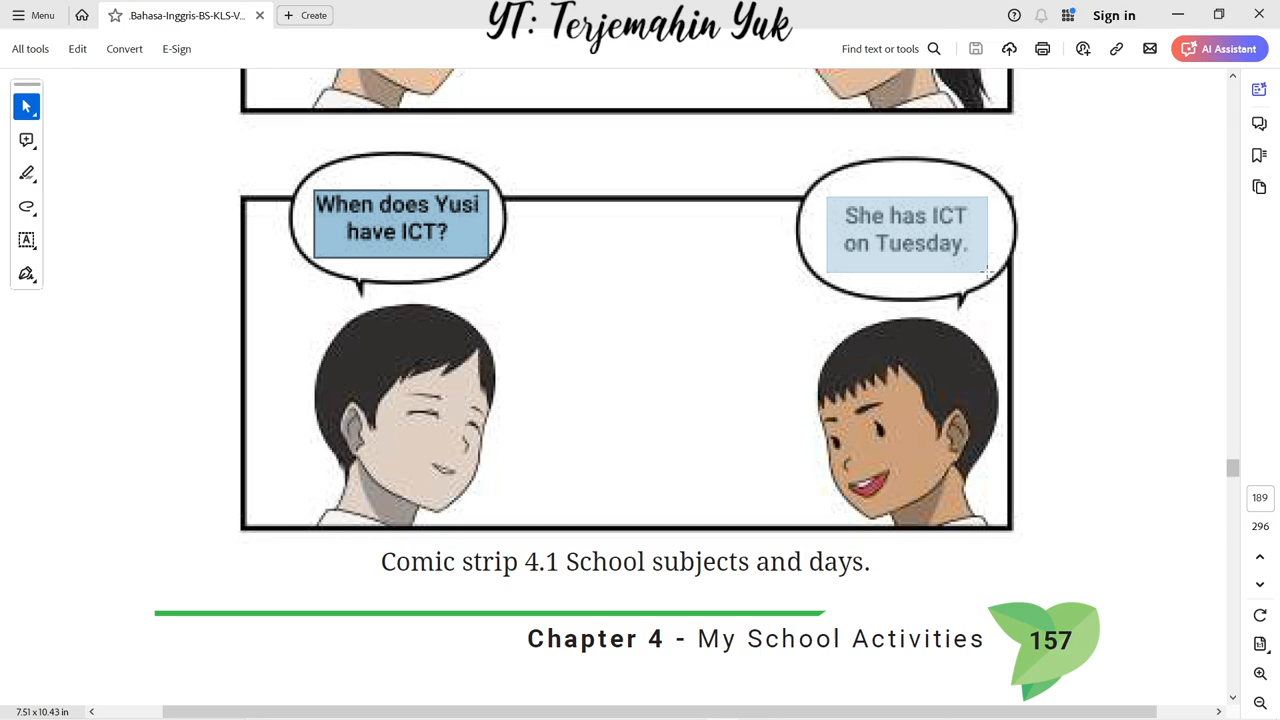 Menu
.Bahasa-Inggris-BS-KLS-V...
Create
YT: Terjemahin Yuk
Sign in
All tools
Edit
Convert
E-Sign
Find text or tools
AI Assistant
When does Yusi
have ICT?
She has ICT
on Tuesday.
Comic strip 4.1 School subjects and days.
Chapter 4 - My School Activities
157
189
296
7.51 x 10.43 in